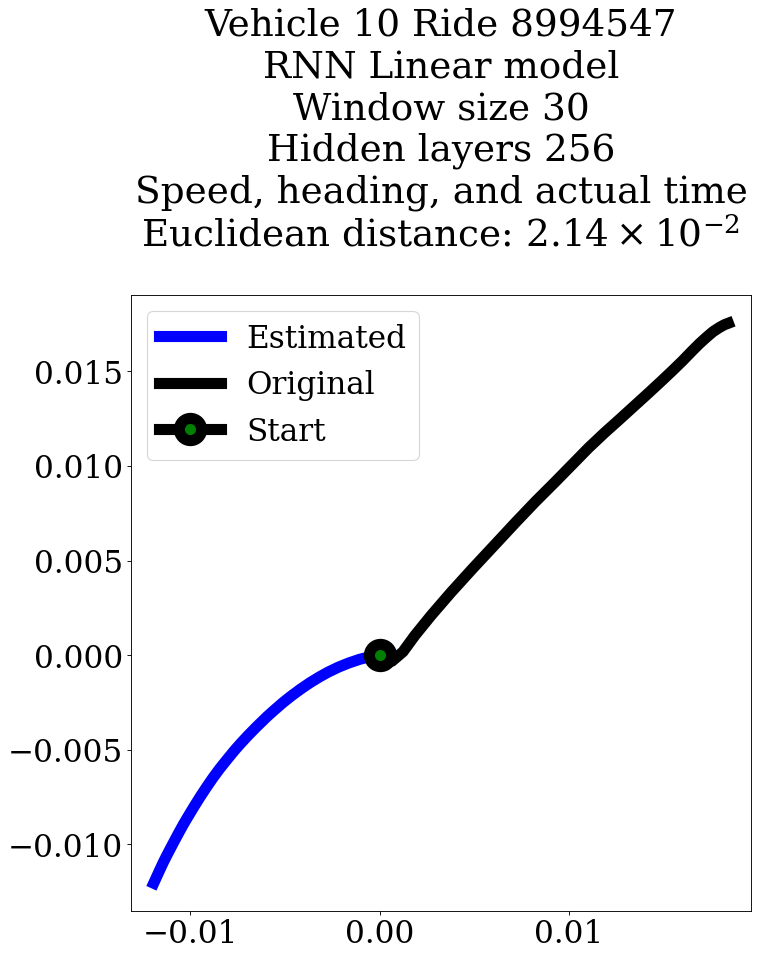 Vehicle 10 Ride 8994547
RNN Linear model
Window size 30
Hidden layers 256
Speed, heading, and actual time
Euclidean distance: 2.14 × 10⁻²
Estimated
Original
Start
0.015
0.010
0.005
0.000
−0.005
−0.010
−0.01 0.00 0.01